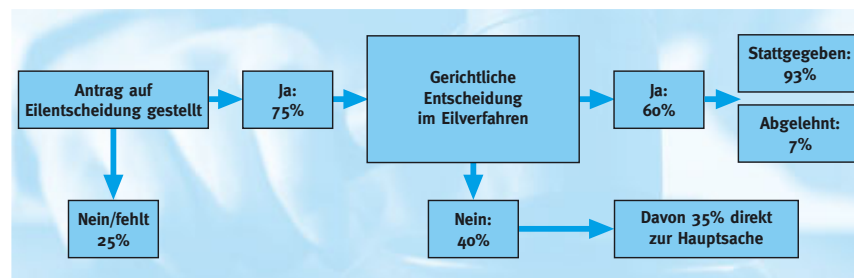 Antrag auf
Eilentscheidung gestellt
Ja:
75%
Gerichtliche
Entscheidung
im Eilverfahren
Ja:
60%
Stattgegeben:
93%
Abgelehnt:
7%
Nein/fehlt
25%
Nein:
40%
Davon 35% direkt
zur Hauptsache